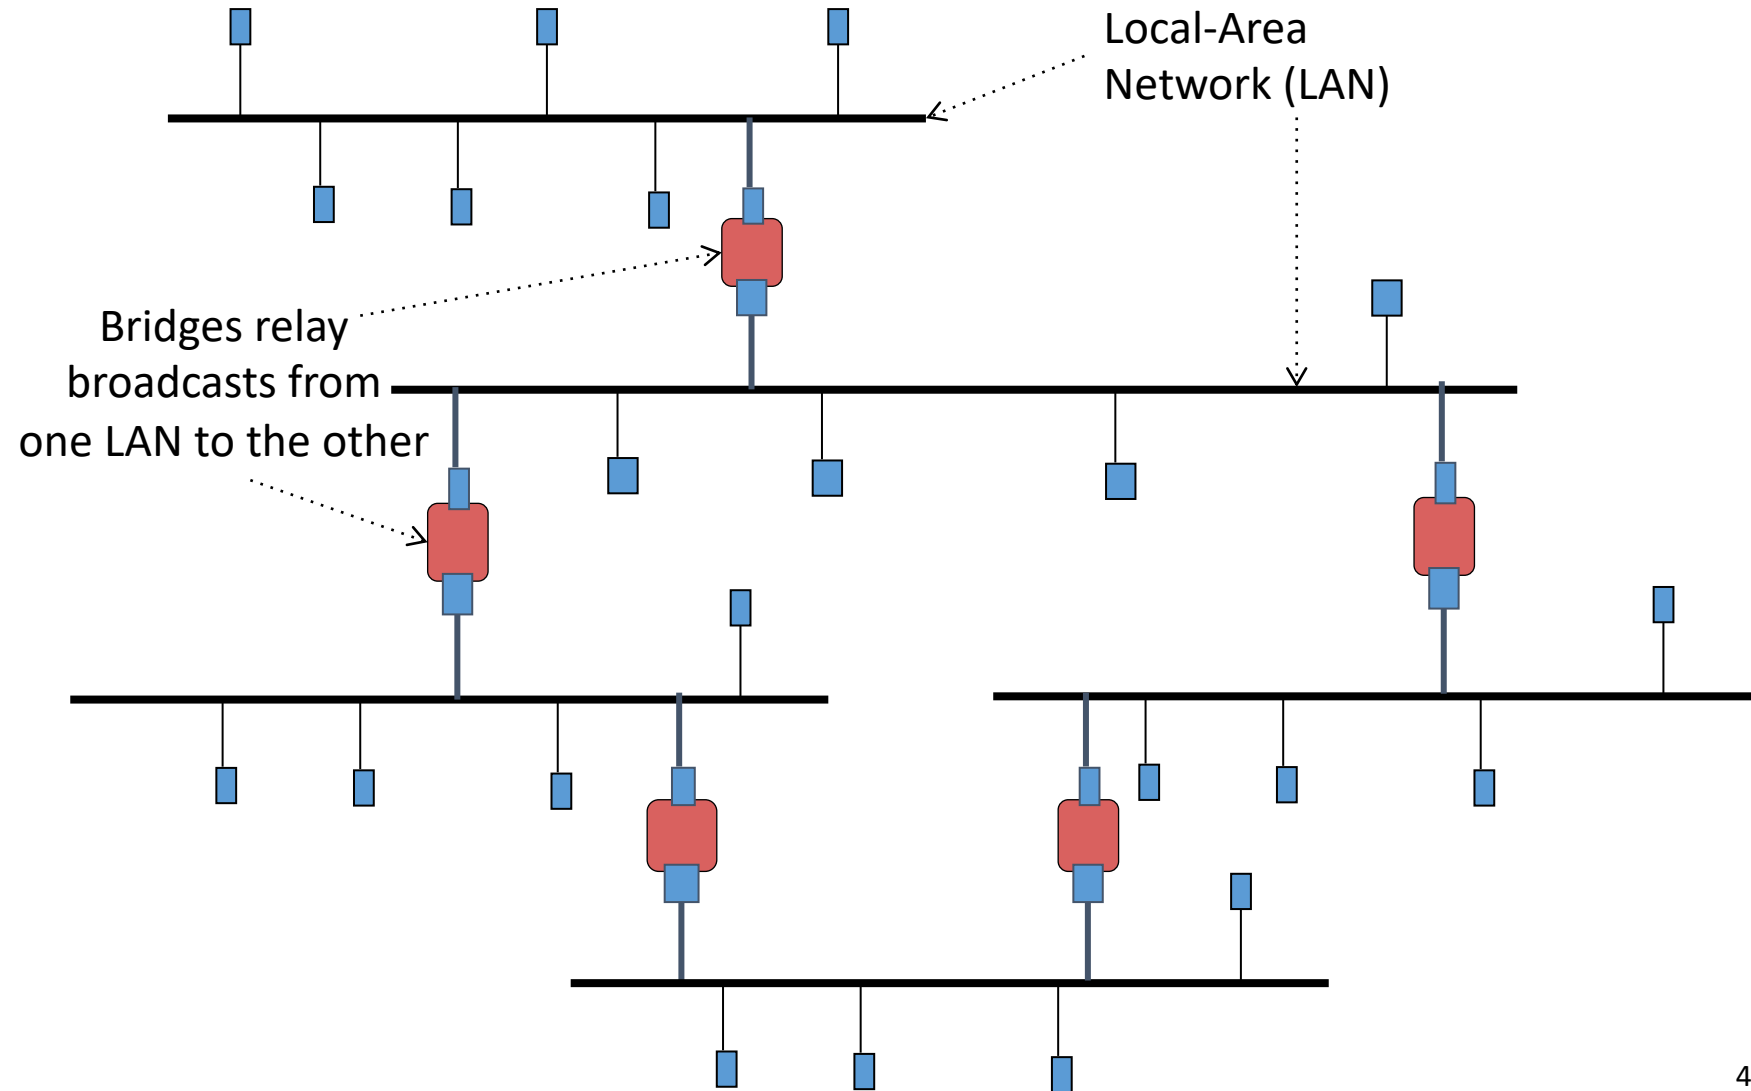 Local-Area
Network (LAN)
Bridges relay
broadcasts from
one LAN to the other
4